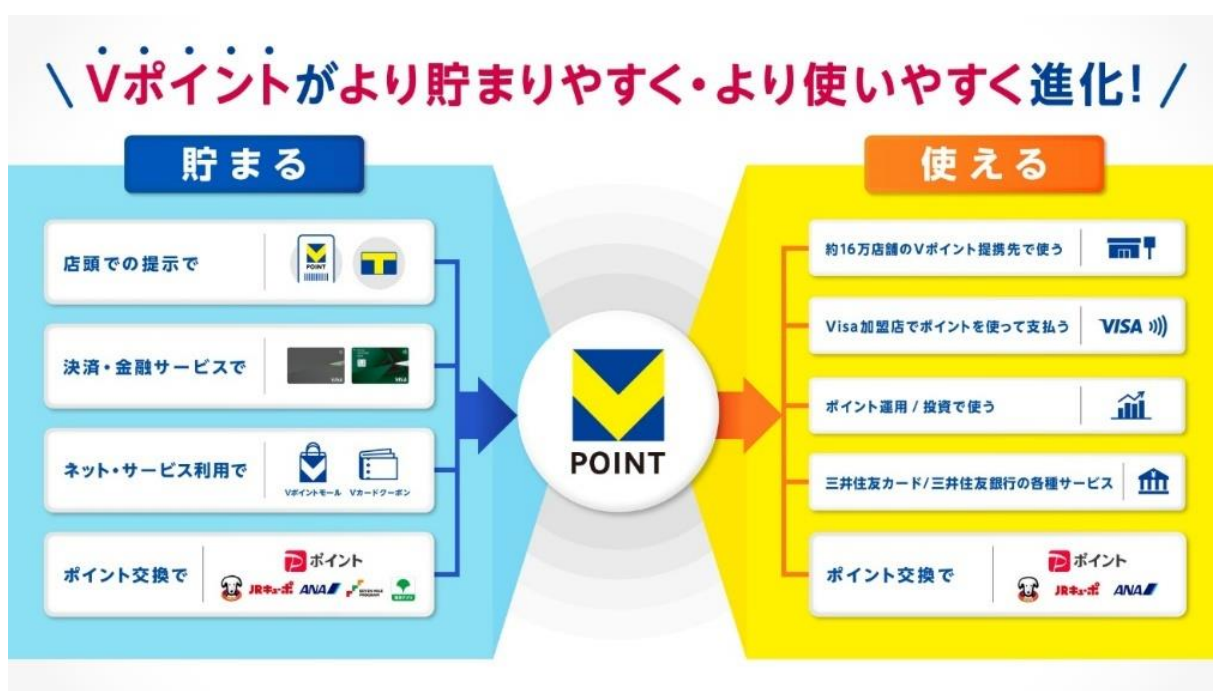 Vポイントがより貯まりやすく・より使いやすく進化!
貯まる
店頭での提示で
POINT
決済・金融サービスで
VISA
VISA
ネット・サービス利用で
Vポイントモール
Vカードクーポン
ポイント交換で
ポイント
JRキューポ
ANA
POINT
使える
約16万店舗のVポイント提携先で使う
Visa加盟店でポイントを使って支払う
VISA
ポイント運用 / 投資で使う
三井住友カード/三井住友銀行の各種サービス
ポイント交換で
ポイント
JRキューポ
ANA